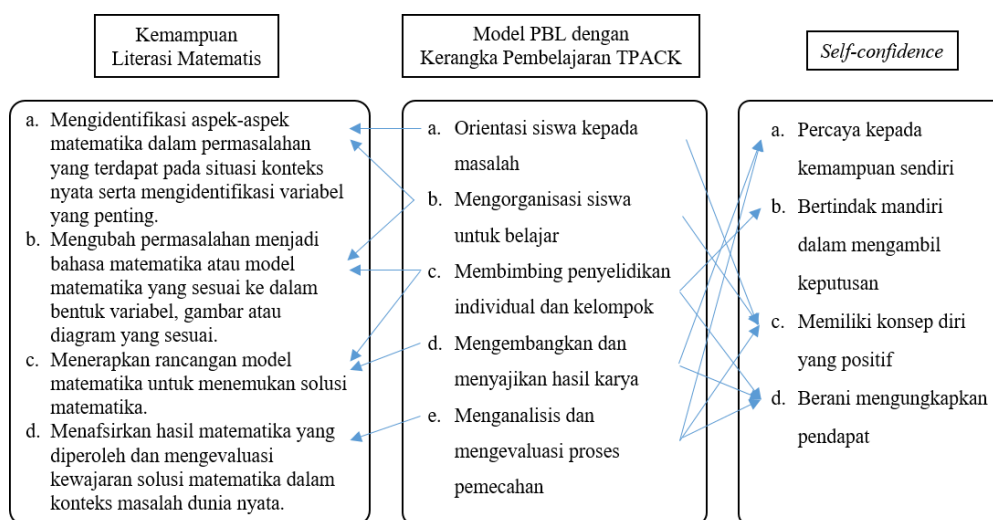 Kemampuan
Literasi Matematis
Model PBL dengan
Kerangka Pembelajaran TPACK
Self-confidence
a. Mengidentifikasi aspek-aspek
matematika dalam permasalahan
yang terdapat pada situasi konteks
nyata serta mengidentifikasi variabel
yang penting.
b. Mengubah permasalahan menjadi
bahasa matematika atau model
matematika yang sesuai ke dalam
bentuk variabel, gambar atau
diagram yang sesuai.
c. Menerapkan rancangan model
matematika untuk menemukan solusi
matematika.
d. Menafsirkan hasil matematika yang
diperoleh dan mengevaluasi
kewajaran solusi matematika dalam
konteks masalah dunia nyata.
a. Orientasi siswa kepada
masalah
b. Mengorganisasi siswa
untuk belajar
c. Membimbing penyelidikan
individual dan kelompok
d. Mengembangkan dan
menyajikan hasil karya
e. Menganalisis dan
mengevaluasi proses
pemecahan
a. Percaya kepada
kemampuan sendiri
b. Bertindak mandiri
dalam mengambil
keputusan
c. Memiliki konsep diri
yang positif
d. Berani mengungkapkan
pendapat